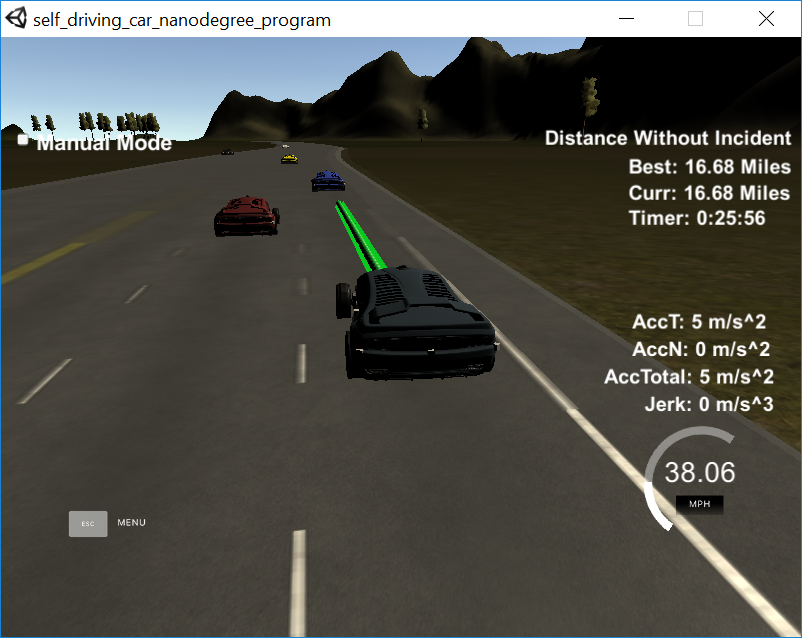 self_driving_car_nanodegree_program
Manual Mode
Distance Without Incident
Best: 16.68 Miles
Curr: 16.68 Miles
Timer: 0:25:56
AccT: 5 m/s^2
AccN: 0 m/s^2
AccTotal: 5 m/s^2
Jerk: 0 m/s^3
38.06
MPH
ESC MENU